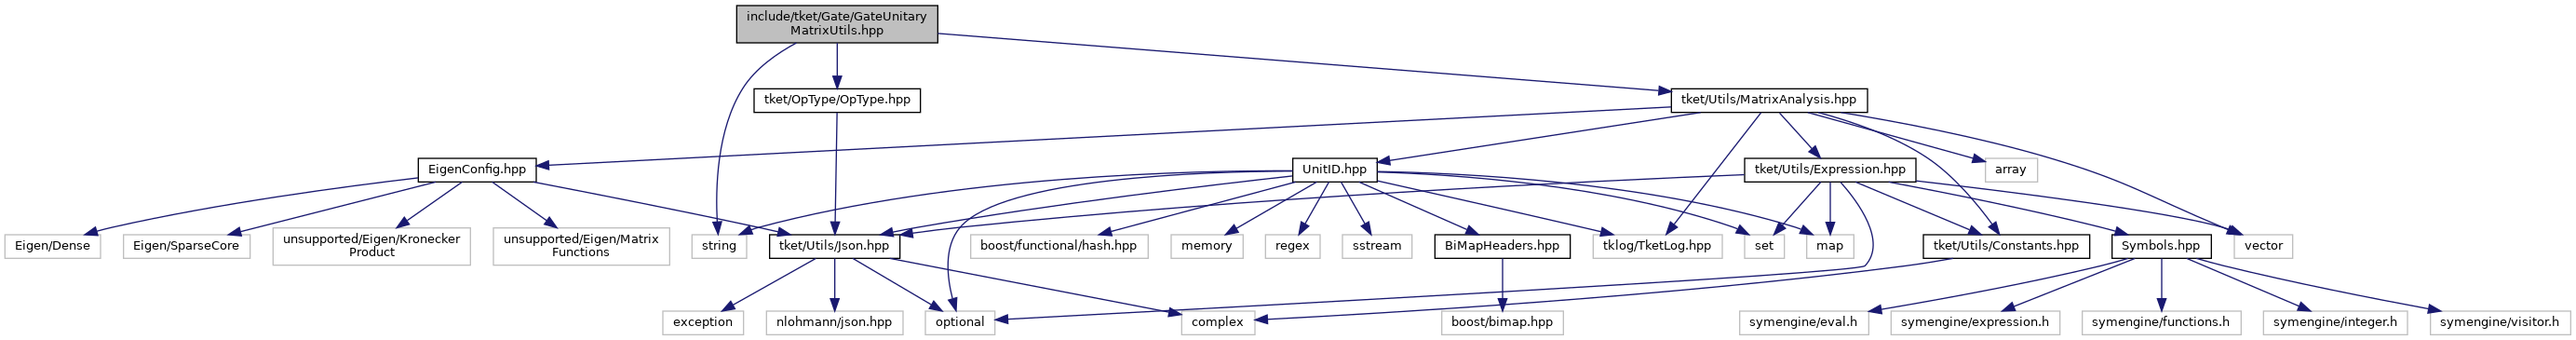 include/tket/Gate/GateUnitary
MatrixUtils.hpp
tket/OpType/OpType.hpp
tket/Utils/MatrixAnalysis.hpp
EigenConfig.hpp
UnitID.hpp
tket/Utils/Expression.hpp
array
Eigen/Dense
Eigen/SparseCore
unsupported/Eigen/Kronecker
Product
unsupported/Eigen/Matrix
Functions
string
tket/Utils/Json.hpp
boost/functional/hash.hpp
memory
regex
sstream
BiMapHeaders.hpp
tklog/TketLog.hpp
set
map
tket/Utils/Constants.hpp
Symbols.hpp
vector
exception
nlohmann/json.hpp
optional
complex
boost/bimap.hpp
symengine/eval.h
symengine/expression.h
symengine/functions.h
symengine/integer.h
symengine/visitor.h